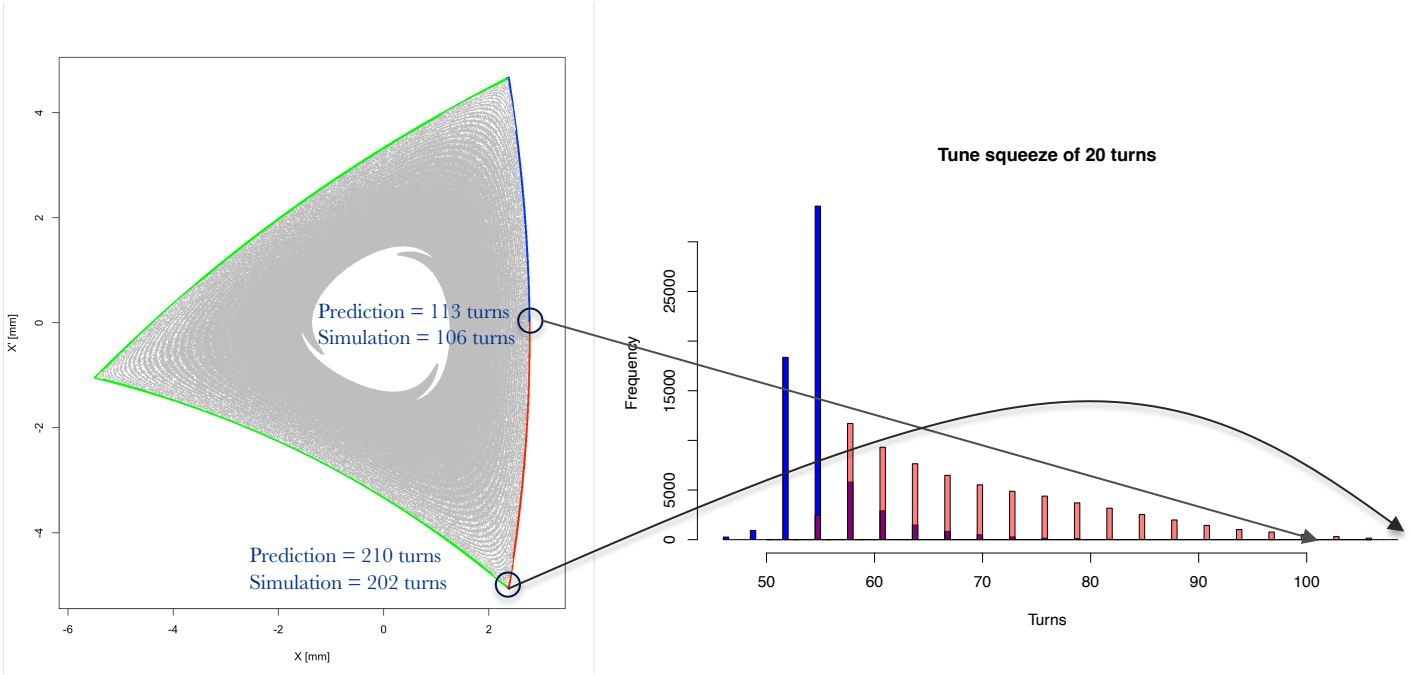 4
2
0
-2
-4
X' [mm]
-6
-4
-2
0
2
X [mm]
Prediction = 113 turns
Simulation = 106 turns
Prediction = 210 turns
Simulation = 202 turns
Tune squeeze of 20 turns
Frequency
25000
15000
5000
0
50
60
70
80
90
100
Turns